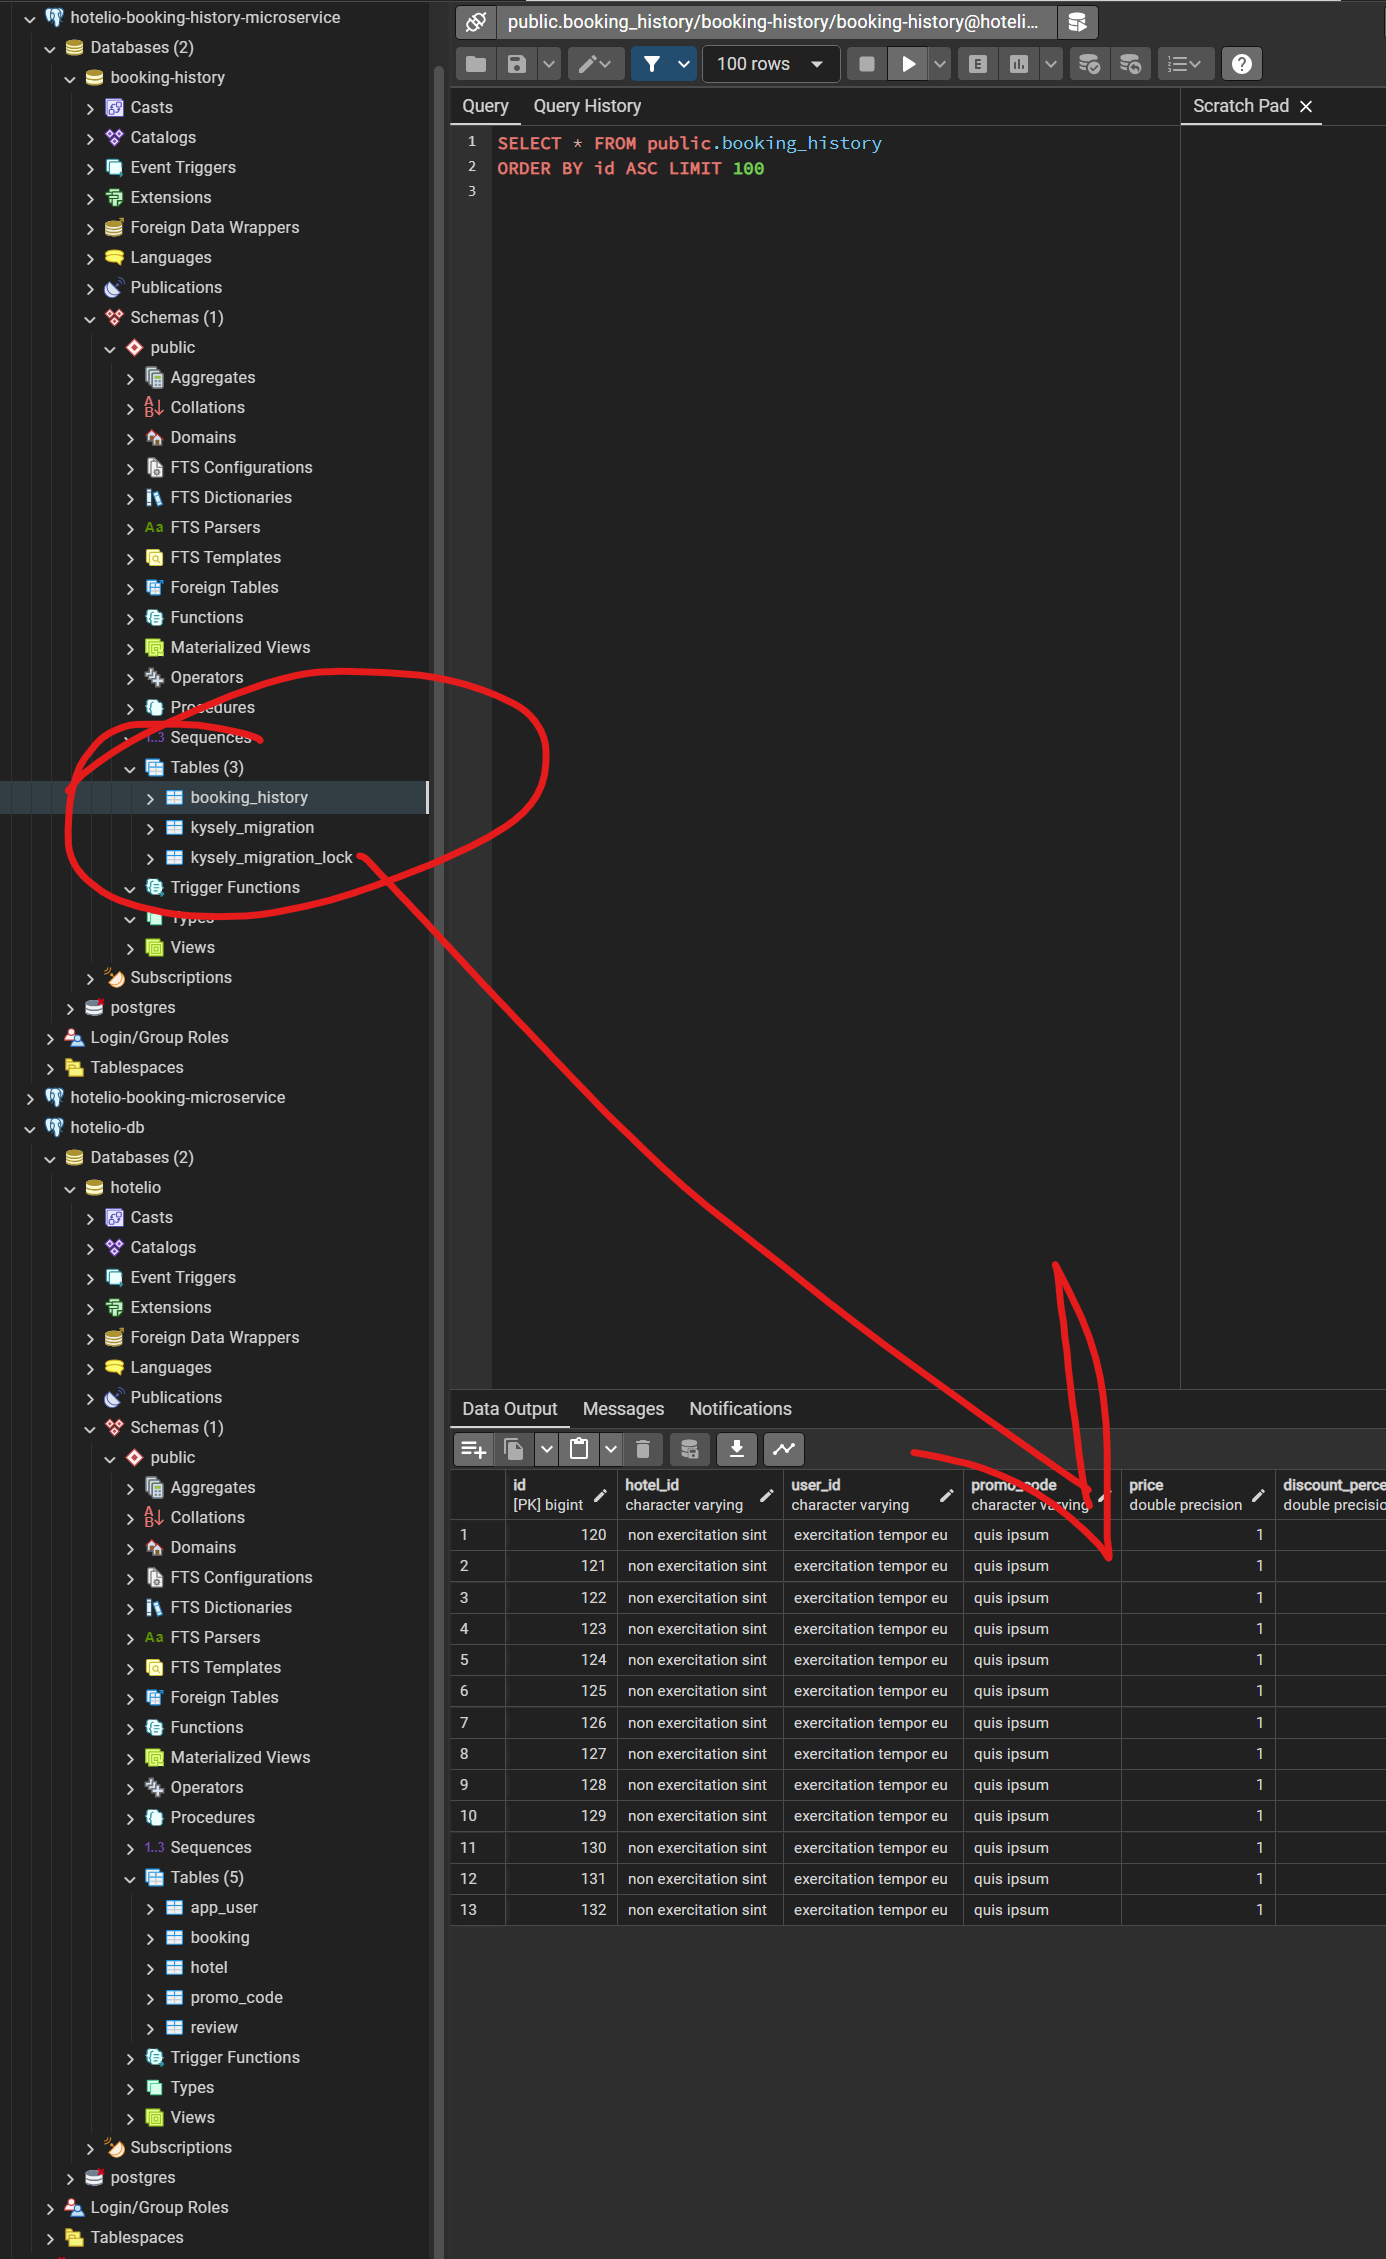 hotelio-booking-history-microservice
Databases (2)
booking-history
Casts
Catalogs
Event Triggers
Extensions
Foreign Data Wrappers
Languages
Publications
Schemas (1)
public
Aggregates
Collations
Domains
FTS Configurations
FTS Dictionaries
Aa FTS Parsers
FTS Templates
Foreign Tables
Functions
Materialized Views
Operators
Procedures
1..3 Sequences
Tables (3)
booking_history
kysely_migration
kysely_migration_lock
Trigger Functions
Types
Views
Subscriptions
postgres
Login/Group Roles
Tablespaces
hotelio-booking-microservice
hotelio-db
Databases (2)
hotelio
Casts
Catalogs
Event Triggers
Extensions
Foreign Data Wrappers
Languages
Publications
Schemas (1)
public
Aggregates
Collations
Domains
FTS Configurations
FTS Dictionaries
Aa FTS Parsers
FTS Templates
Foreign Tables
Functions
Materialized Views
Operators
Procedures
1..3 Sequences
Tables (5)
app_user
booking
hotel
promo_code
review
Trigger Functions
Types
Views
Subscriptions
postgres
Login/Group Roles
Tablespaces
public.booking_history/booking-history/booking-history@hoteli...
100 rows
E
Query Query History
Scratch Pad
1 SELECT * FROM public.booking_history
2 ORDER BY id ASC LIMIT 100
3
Data Output Messages Notifications
id hotel_id user_id promo_code price discount_perce
[PK] bigint character varying character varying character varying double precision double precisio
1 120 non exercitation sint exercitation tempor eu quis ipsum 1
2 121 non exercitation sint exercitation tempor eu quis ipsum 1
3 122 non exercitation sint exercitation tempor eu quis ipsum 1
4 123 non exercitation sint exercitation tempor eu quis ipsum 1
5 124 non exercitation sint exercitation tempor eu quis ipsum 1
6 125 non exercitation sint exercitation tempor eu quis ipsum 1
7 126 non exercitation sint exercitation tempor eu quis ipsum 1
8 127 non exercitation sint exercitation tempor eu quis ipsum 1
9 128 non exercitation sint exercitation tempor eu quis ipsum 1
10 129 non exercitation sint exercitation tempor eu quis ipsum 1
11 130 non exercitation sint exercitation tempor eu quis ipsum 1
12 131 non exercitation sint exercitation tempor eu quis ipsum 1
13 132 non exercitation sint exercitation tempor eu quis ipsum 1